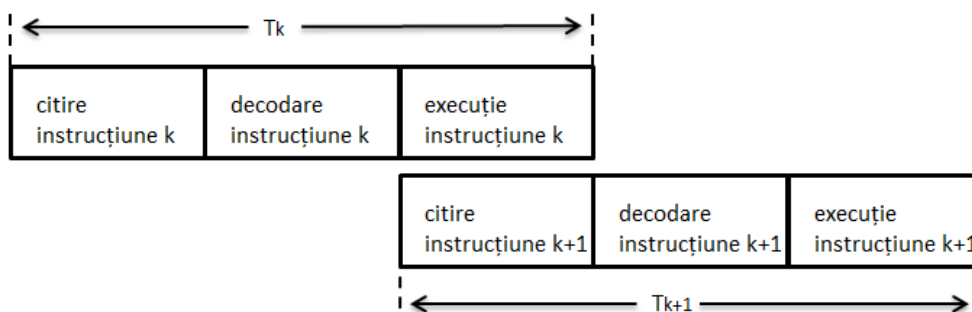 Tk
citire
instrucțiune k
decodare
instrucțiune k
execuție
instrucțiune k
citire
instrucțiune k+1
decodare
instrucțiune k+1
execuție
instrucțiune k+1
Tk+1